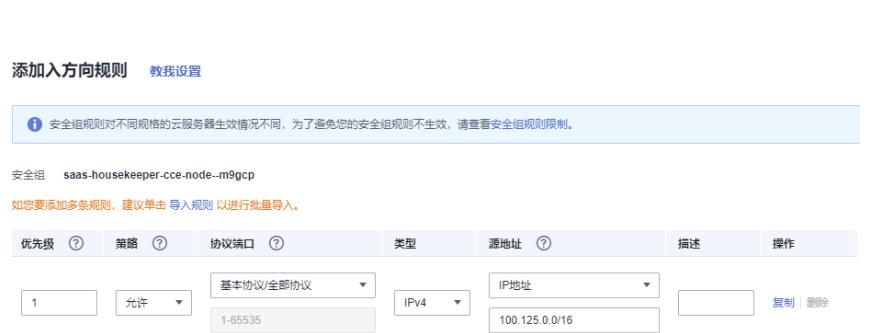 添加入方向规则 教我设置
安全组规则对不同规格的云服务器生效情况不同，为了避免您的安全组规则不生效，请查看安全组规则限制。
安全组 saas-housekeeper-cce-node--m9gcp
如您要添加多条规则，建议单击 导入规则 以进行批量导入。
优先级 ? 策略 ? 协议端口 ? 类型 源地址 ? 描述 操作
基本协议/全部协议 IP地址
1 允许 IPv4 复制 删除
1-65535 100.125.0.0/16